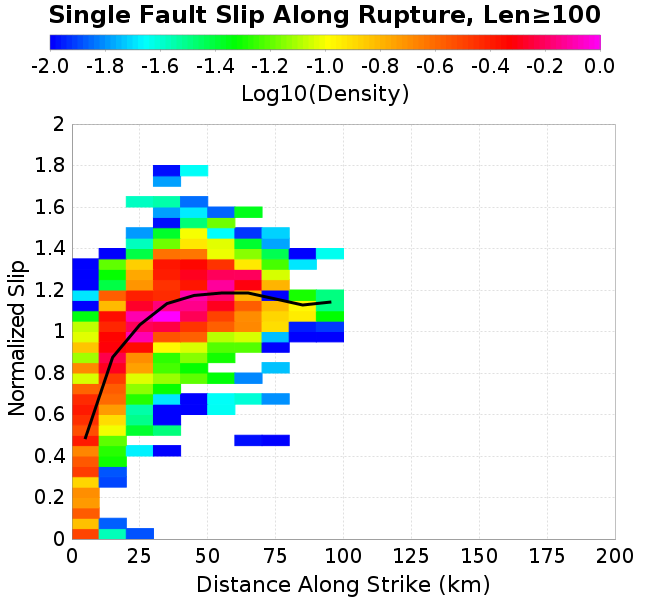 Single Fault Slip Along Rupture, Len≥100
-2.0 -1.8 -1.6 -1.4 -1.2 -1.0 -0.8 -0.6 -0.4 -0.2 0.0
Log10(Density)
2
1.8
1.6
1.4
1.2
1
0.8
0.6
0.4
0.2
0
Normalized Slip
0 25 50 75 100 125 150 175 200
Distance Along Strike (km)